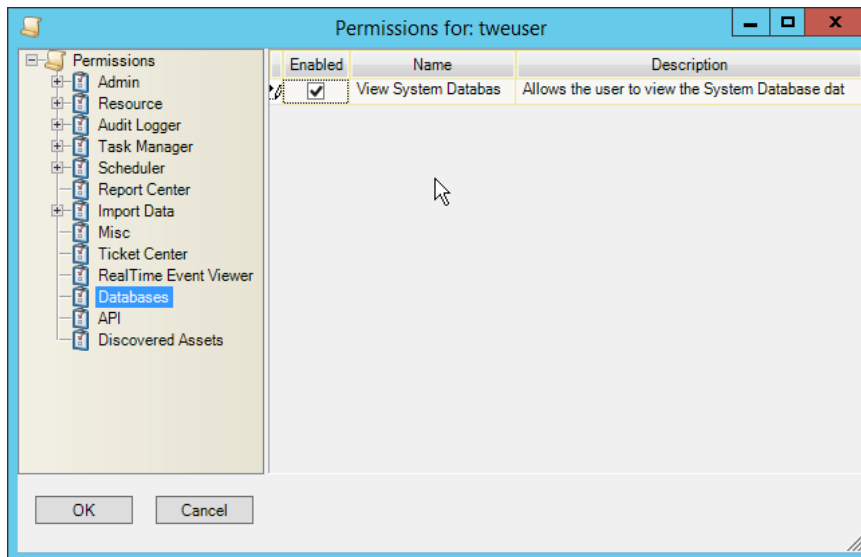 Permissions for: tweuser
Permissions
Admin
Resource
Audit Logger
Task Manager
Scheduler
Report Center
Import Data
Misc
Ticket Center
RealTime Event Viewer
Databases
API
Discovered Assets
Enabled Name Description
View System Databas Allows the user to view the System Database dat
OK Cancel